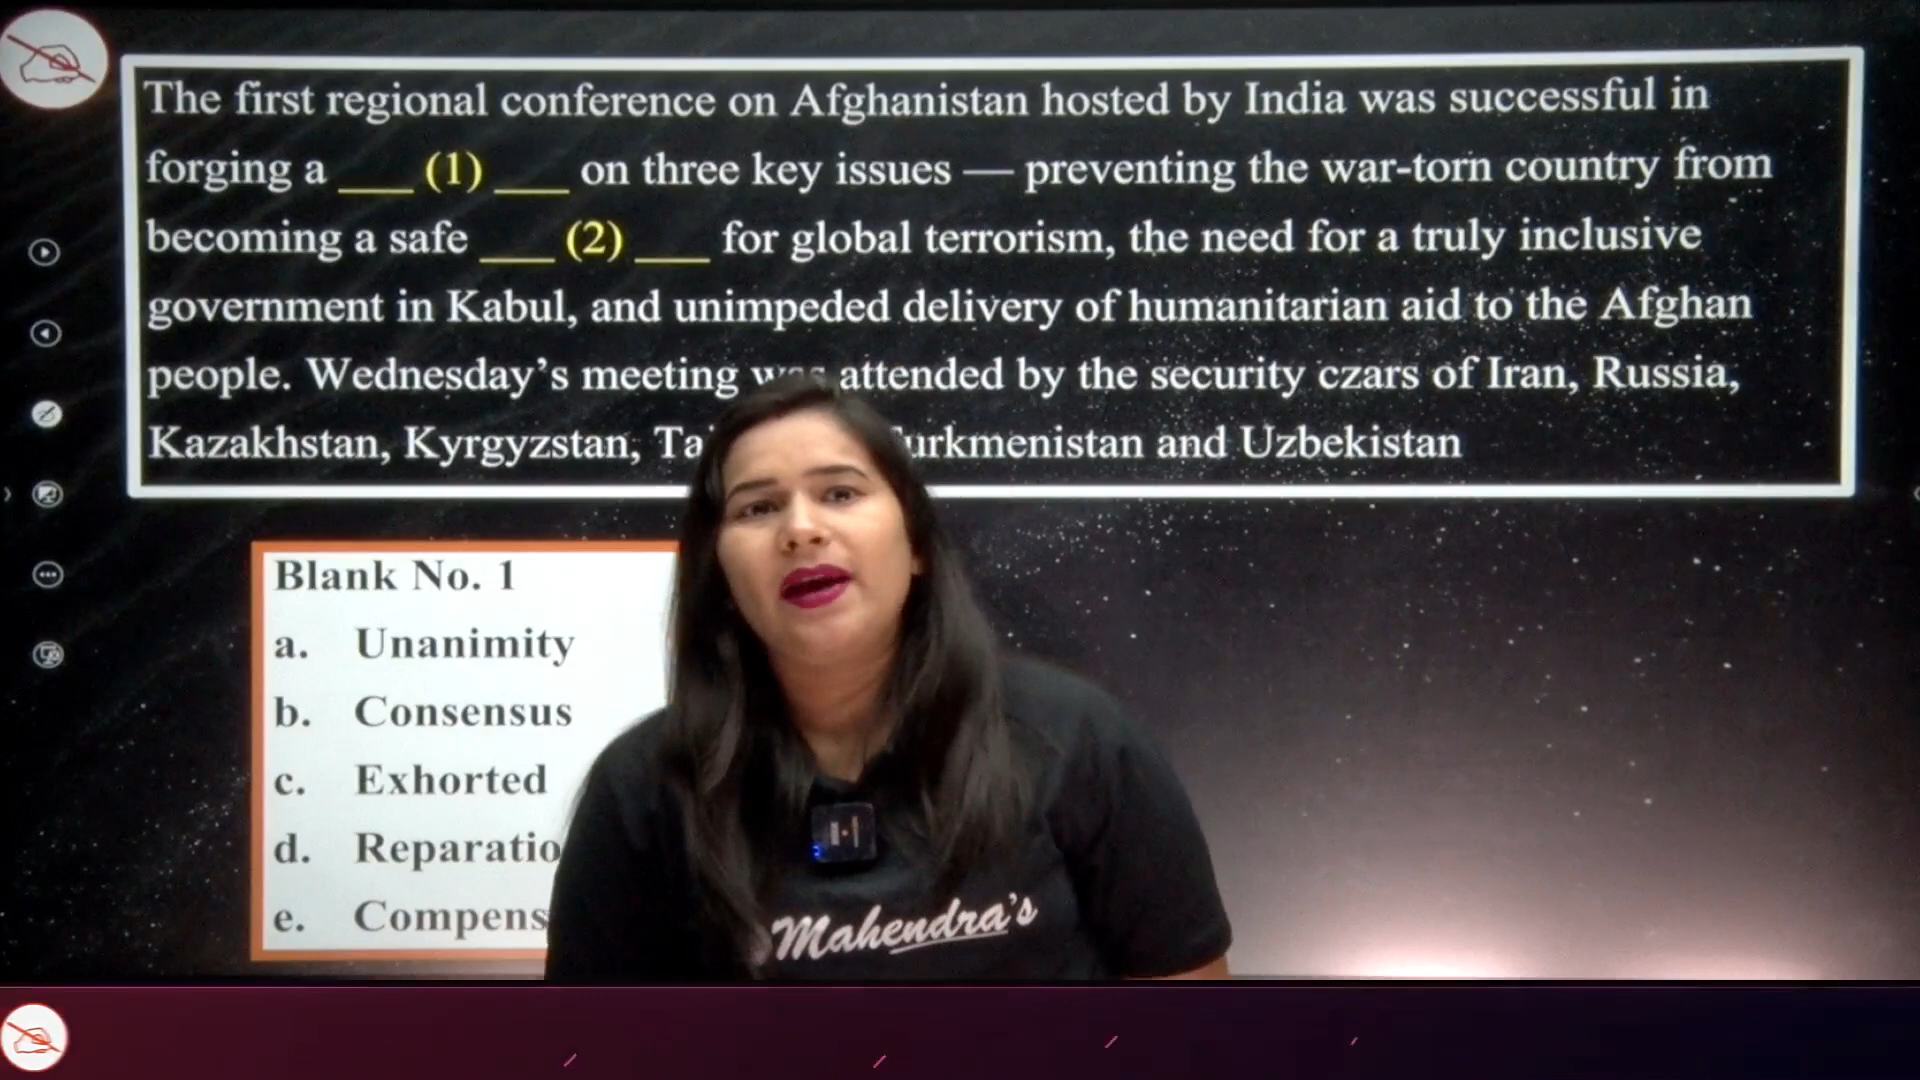 The first regional conference on Afghanistan hosted by India was successful in
forging a ___ (1) ___ on three key issues — preventing the war-torn country from
becoming a safe ___ (2) ___ for global terrorism, the need for a truly inclusive
government in Kabul, and unimpeded delivery of humanitarian aid to the Afghan
people. Wednesday's meeting was attended by the security czars of Iran, Russia,
Kazakhstan, Kyrgyzstan, Turkmenistan and Uzbekistan
Blank No. 1
a. Unanimity
b. Consensus
c. Exhorted
d.
e.
Mahendra's